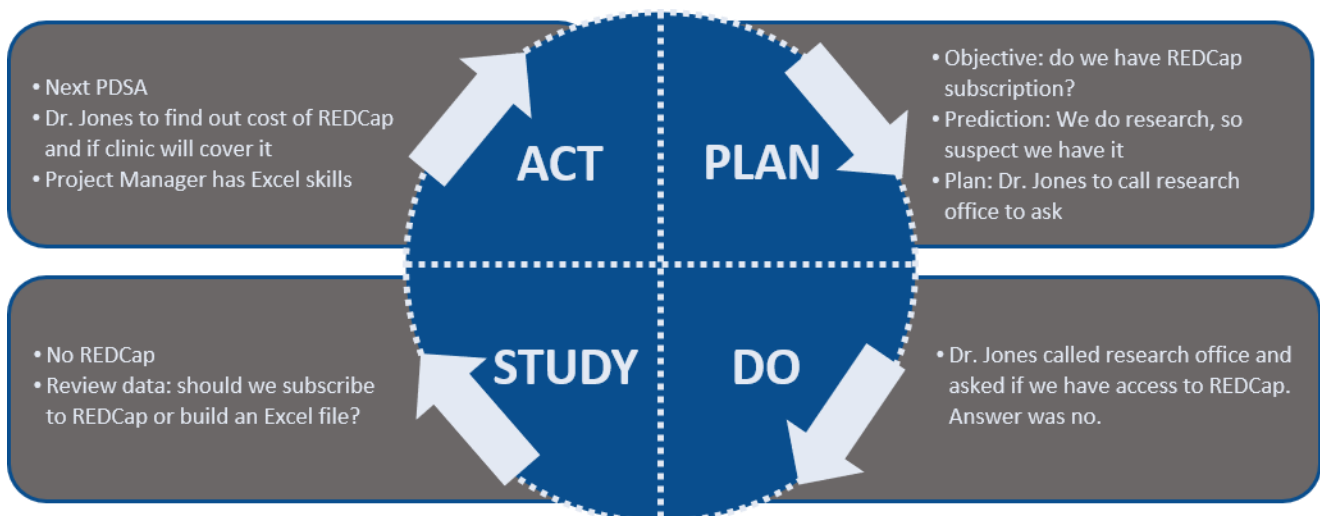 • Next PDSA
• Dr. Jones to find out cost of REDCap
and if clinic will cover it
• Project Manager has Excel skills
ACT
PLAN
• Objective: do we have REDCap
subscription?
• Prediction: We do research, so
suspect we have it
• Plan: Dr. Jones to call research
office to ask
• No REDCap
• Review data: should we subscribe
to REDCap or build an Excel file?
STUDY
DO
• Dr. Jones called research office and
asked if we have access to REDCap.
Answer was no.